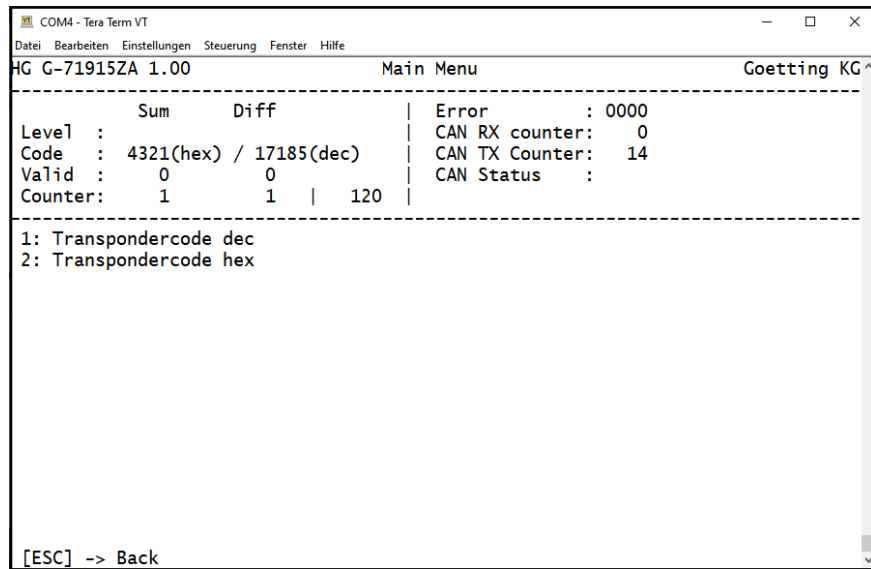 COM4 - Tera Term VT
Datei Bearbeiten Einstellungen Steuerung Fenster Hilfe
HG G-71915ZA 1.00 Main Menu Goetting KG
--------------------------------------------------------------------------------
Sum Diff | Error : 0000
Level : | CAN RX counter: 0
Code : 4321(hex) / 17185(dec) | CAN TX Counter: 14
Valid : 0 0 | CAN Status :
Counter: 1 1 | 120 |
--------------------------------------------------------------------------------
1: Transpondercode dec
2: Transpondercode hex
[ESC] -> Back